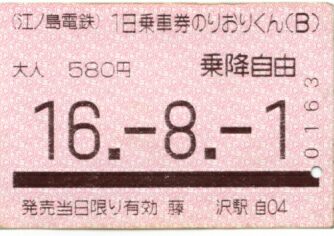 (江ノ島電鉄) 1日乗車券のりおりくん(B)
大人 580円 乗降自由
16.-8.-1
0163
発売当日限り有効 藤 沢駅 自04